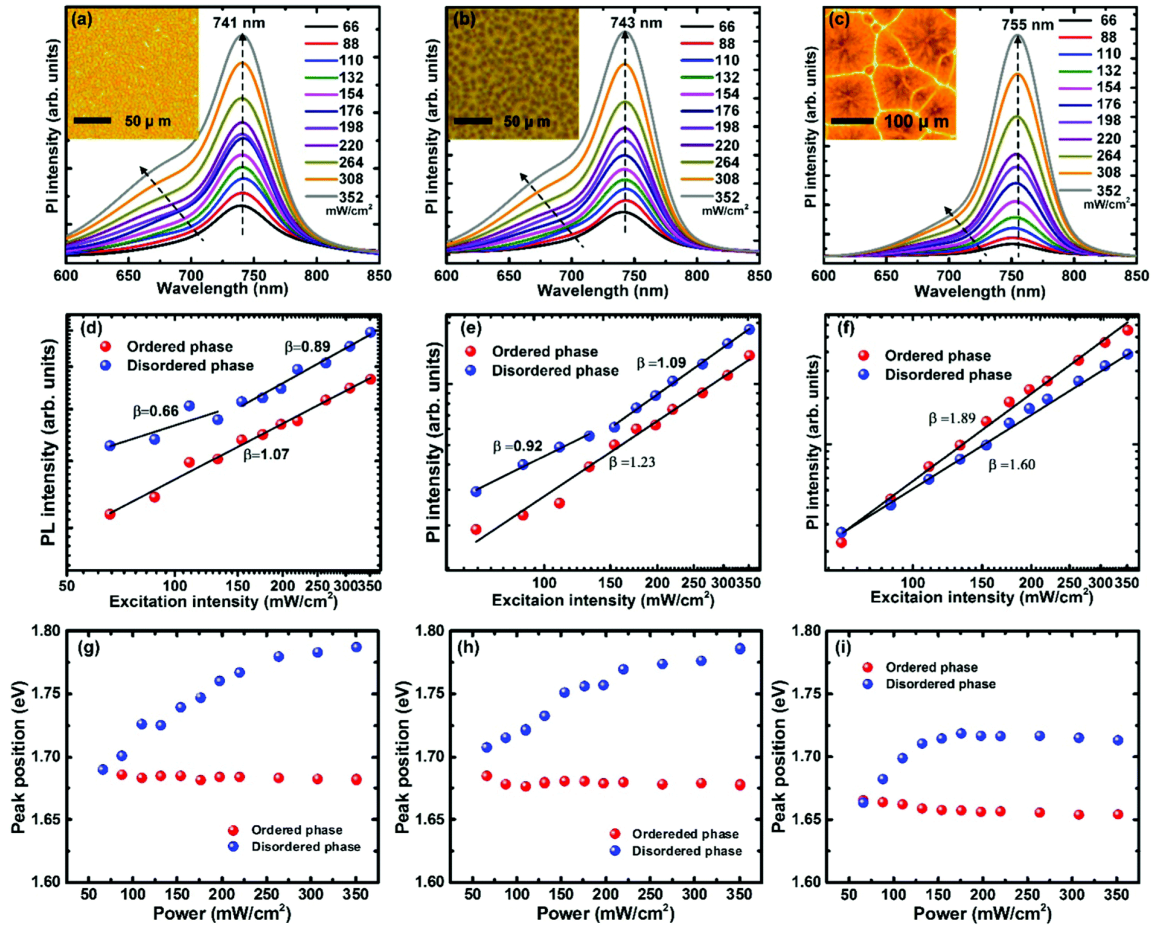 (a)
741 nm
50 μ m
66
88
110
132
154
176
198
220
264
308
352
mW/cm²
PI intensity (arb. units)
600 650 700 750 800 850
Wavelength (nm)
(b)
743 nm
50 μ m
66
88
110
132
154
176
198
220
264
308
352
mW/cm²
PI intensity (arb. units)
600 650 700 750 800 850
Wavelength (nm)
(c)
755 nm
100 μ m
66
88
110
132
154
176
198
220
264
308
352
mW/cm²
PI intensity (arb. units)
600 650 700 750 800 850
Wavelength (nm)
(d)
Ordered phase
Disordered phase
β=0.89
β=0.66
β=1.07
PL intensity (arb. units)
50 100 150 200 250 300 350
Excitation intensity (mW/cm²)
(e)
Ordered phase
Disordered phase
β=1.09
β=0.92
β=1.23
PI intensity (arb. units)
100 150 200 250 300 350
Excitaion intensity (mW/cm²)
(f)
Ordered phase
Disordered phase
β=1.89
β=1.60
PI intensity (arb. units)
100 150 200 250 300 350
Excitaion intensity (mW/cm²)
(g)
1.80
1.75
1.70
1.65
1.60
Peak position (eV)
Ordered phase
Disordered phase
50 100 150 200 250 300 350
Power (mW/cm²)
(h)
1.80
1.75
1.70
1.65
1.60
Peak position (eV)
Ordereded phase
Disordered phase
50 100 150 200 250 300 350
Power (mW/cm²)
(i)
1.80
1.75
1.70
1.65
1.60
Peak position (eV)
Ordered phase
Disordered phase
50 100 150 200 250 300 350
Power (mW/cm²)